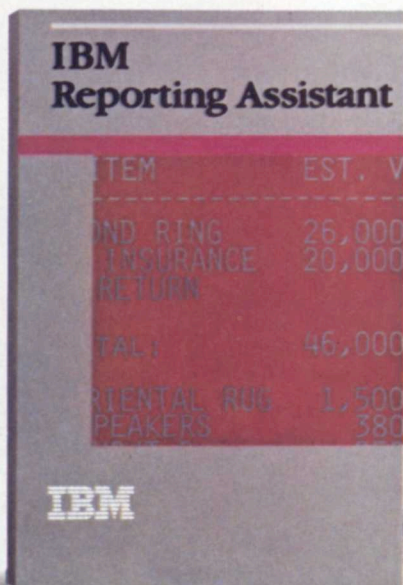 IBM
Reporting Assistant
ITEM EST. V
OND RING 26,000
INSURANCE 20,000
RETURN
TAL: 46,000
RIENTAL RUG 1,500
PEAKERS 380
IBM